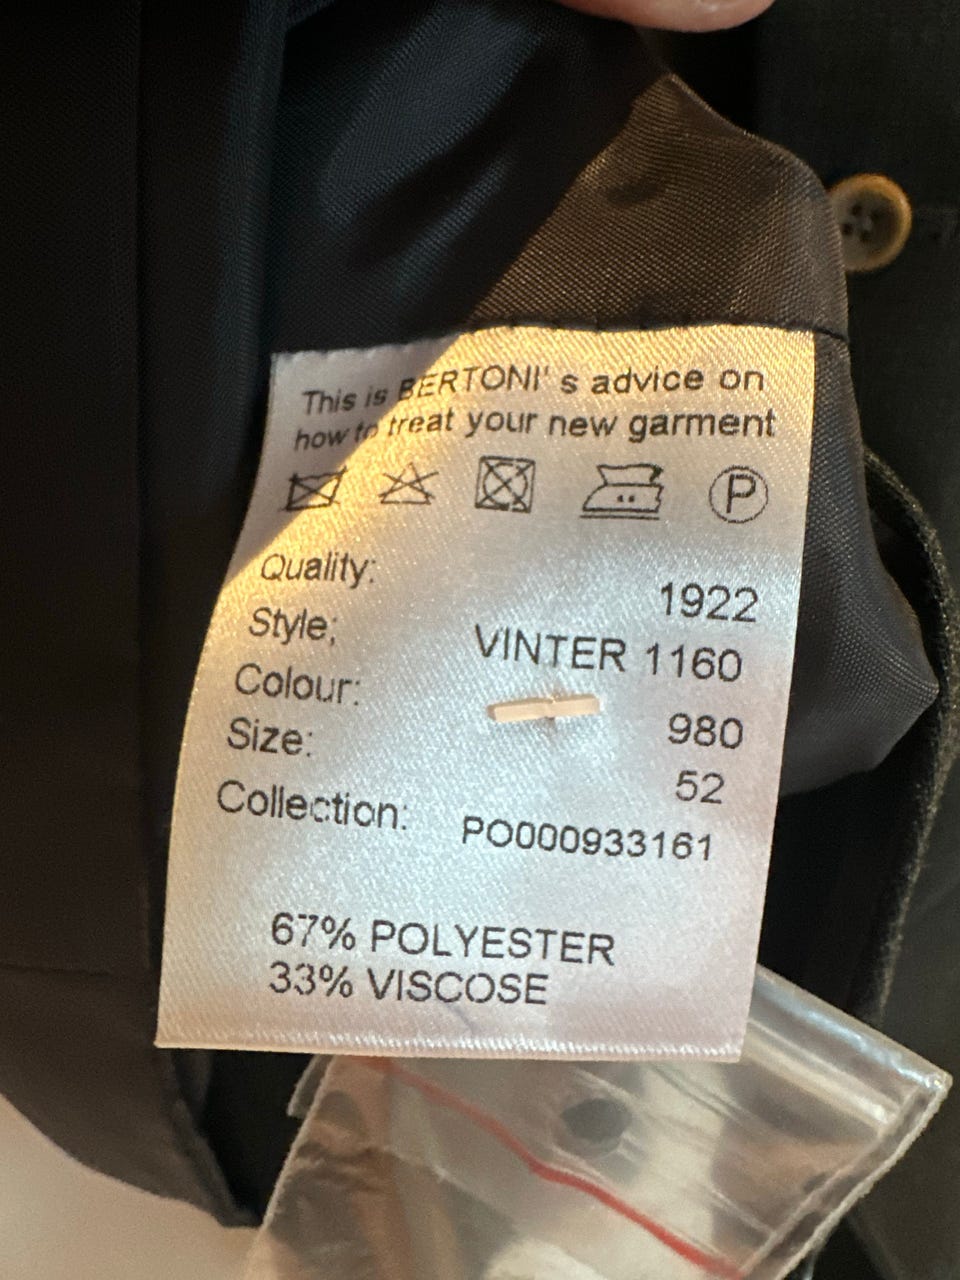 This is BERTONI' s advice on
how to treat your new garment
P
Quality: 1922
Style; VINTER 1160
Colour: 980
Size: 52
Collection: PO000933161
67% POLYESTER
33% VISCOSE